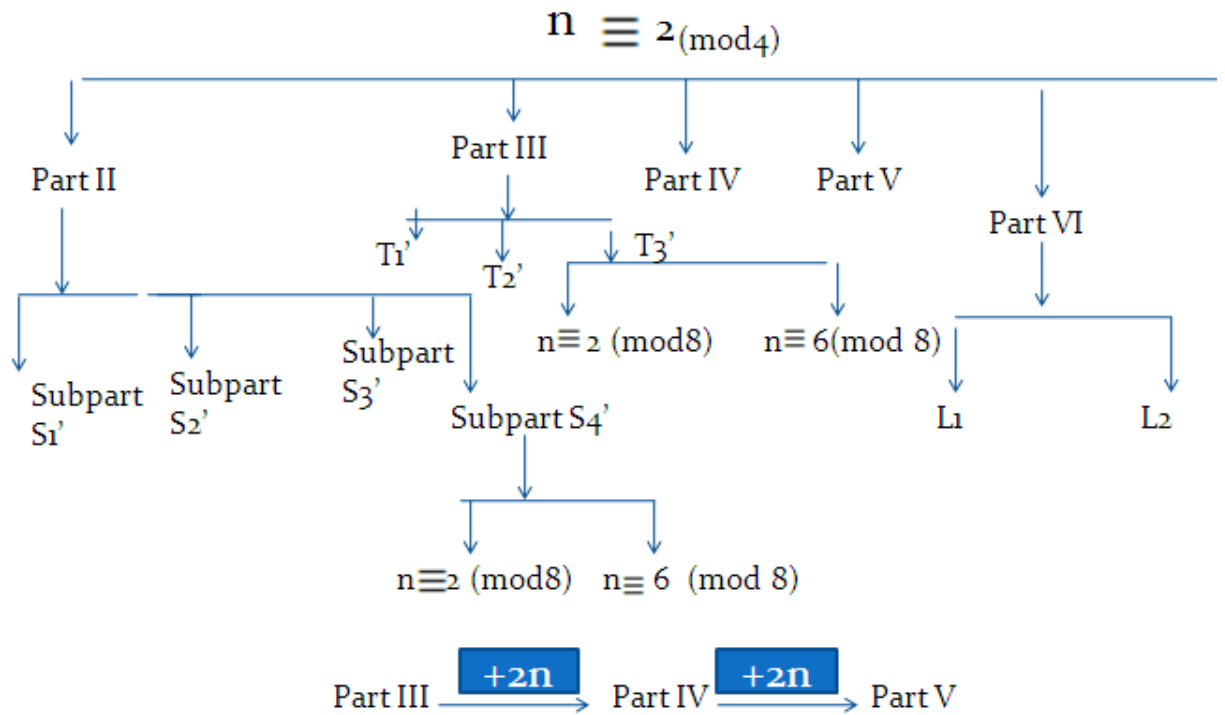 n ≡ 2(mod4)
Part II
Part III
Part IV
Part V
Part VI
T1’
T2’
T3’
n≡2 (mod8)
n≡ 6(mod 8)
Subpart
S1’
Subpart
S2’
Subpart
S3’
Subpart S4’
L1
L2
n≡2 (mod8)
n≡ 6 (mod 8)
Part III +2n Part IV +2n Part V